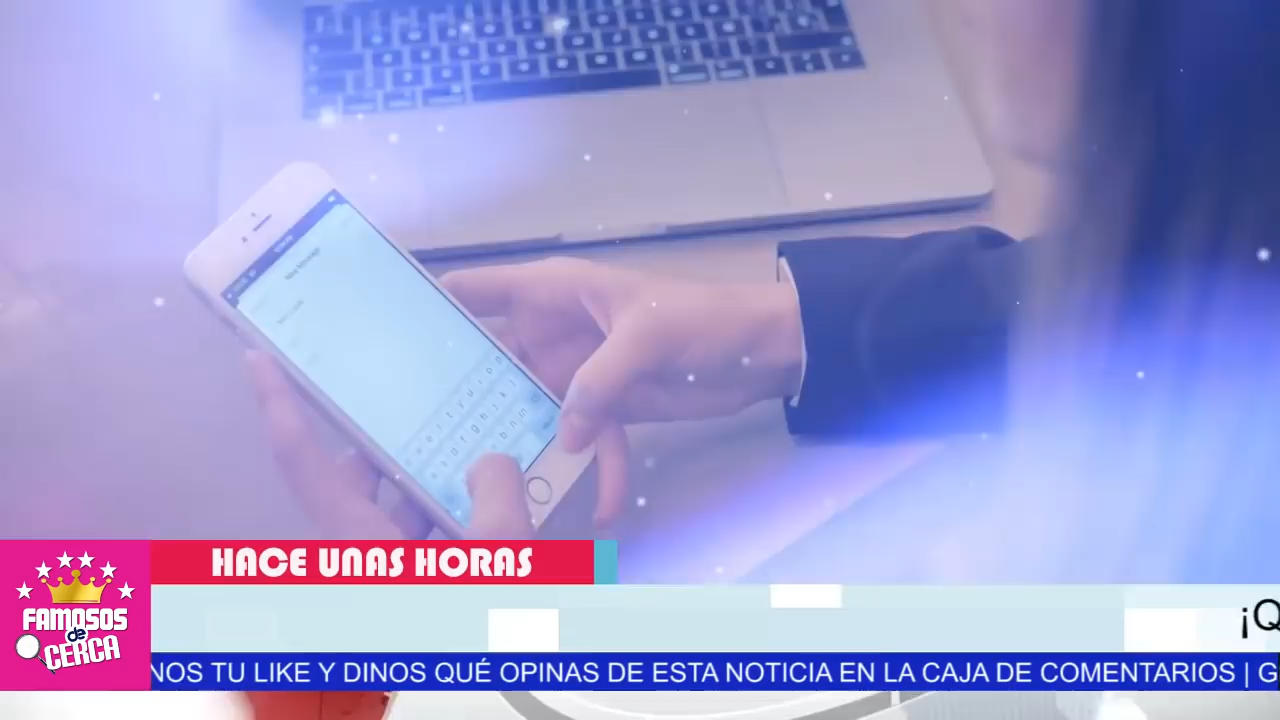 HACE UNAS HORAS
¡Q
FAMOSOS
de
CERCA
NOS TU LIKE Y DINOS QUÉ OPINAS DE ESTA NOTICIA EN LA CAJA DE COMENTARIOS | G